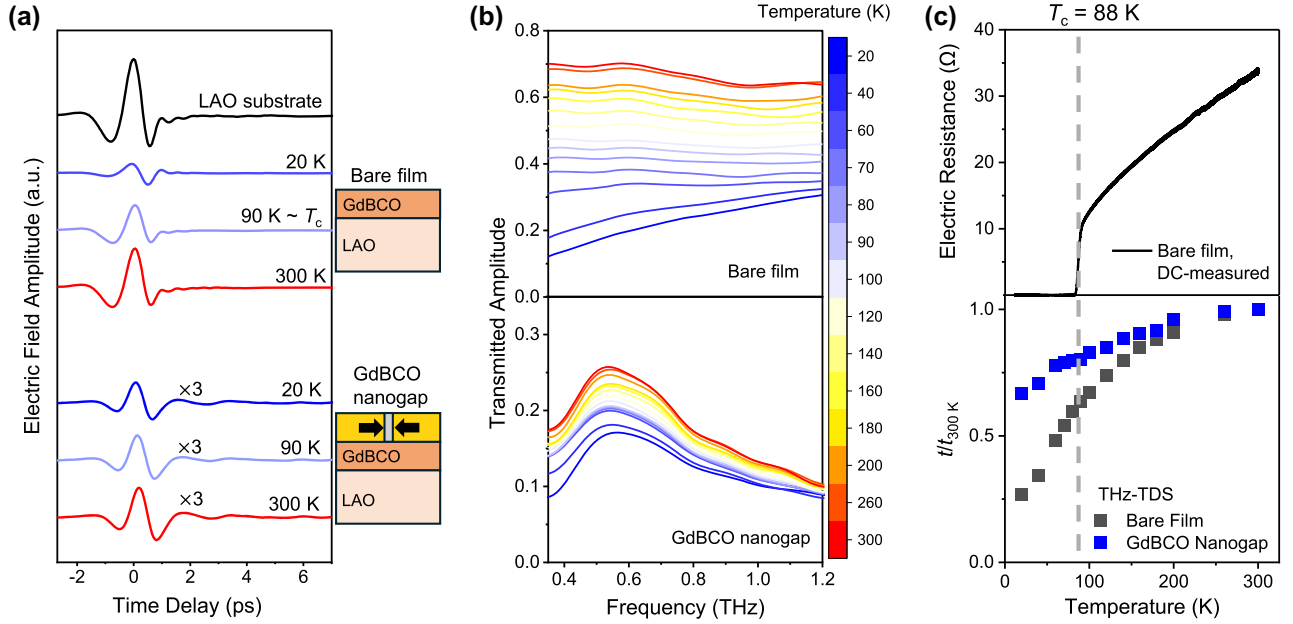 (a)
Electric Field Amplitude (a.u.)
LAO substrate
20 K
90 K ~ Tc
300 K
×3
20 K
×3
90 K
×3
300 K
-2
0
2
4
6
Time Delay (ps)
Bare film
GdBCO
LAO
GdBCO
nanogap
GdBCO
LAO
(b)
Temperature (K)
Transmitted Amplitude
0.8
0.6
0.4
0.2
0.0
Bare film
0.3
0.2
0.1
0.0
GdBCO nanogap
0.4
0.6
0.8
1.0
1.2
Frequency (THz)
20
40
60
70
80
90
100
120
140
160
180
200
260
300
(c)
Tc = 88 K
Electric Resistance (Ω)
40
30
20
10
Bare film,
DC-measured
t/t300 K
1.0
0.5
0.0
THz-TDS
Bare Film
GdBCO Nanogap
0
100
200
300
Temperature (K)